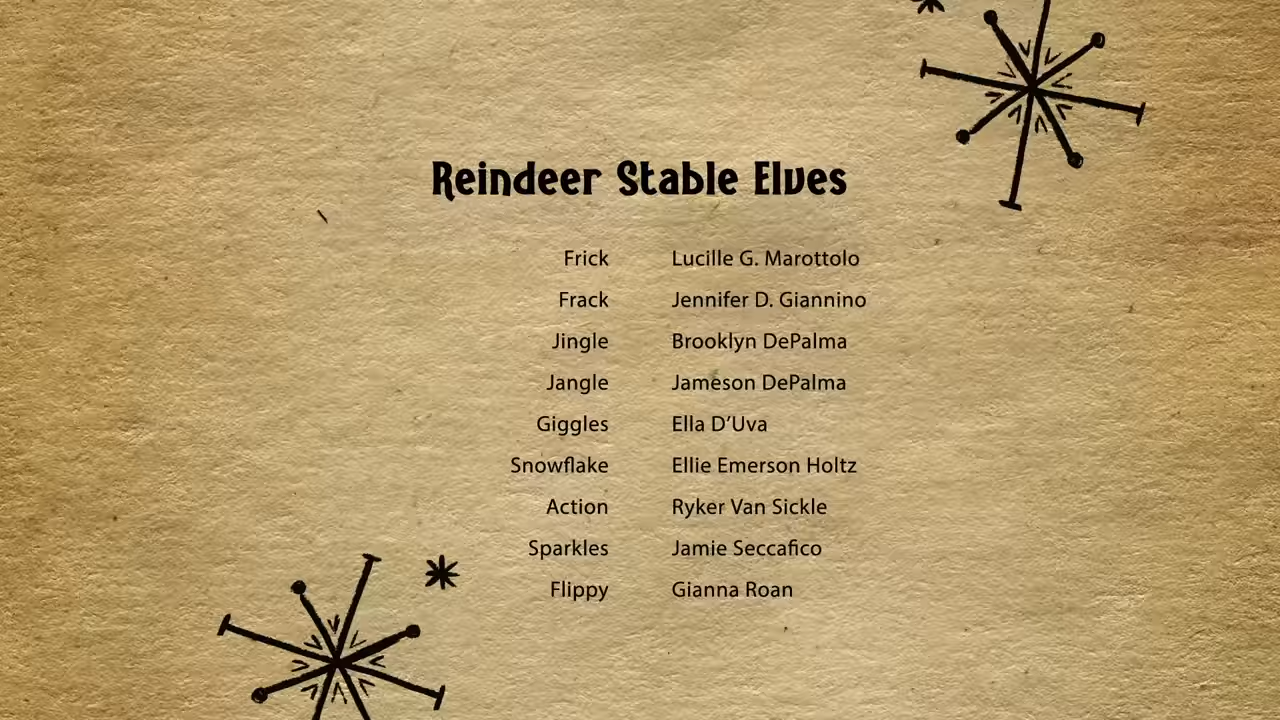 Reindeer Stable Elves
Frick Lucille G. Marottolo
Frack Jennifer D. Giannino
Jingle Brooklyn DePalma
Jangle Jameson DePalma
Giggles Ella D’Uva
Snowflake Ellie Emerson Holtz
Action Ryker Van Sickle
Sparkles Jamie Seccafico
Flippy Gianna Roan